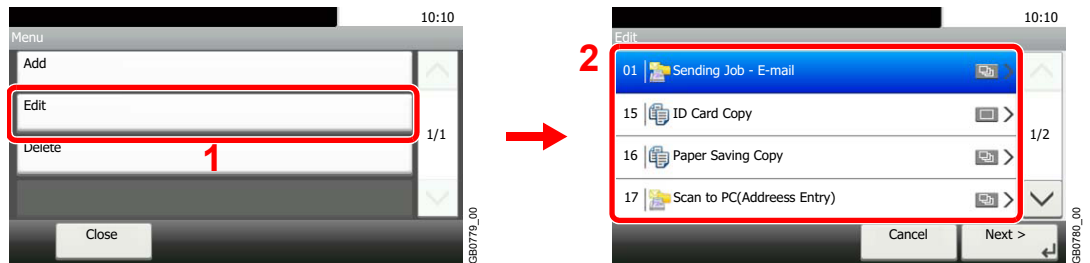 10:10
Menu
Add
Edit
1/1
Delete
1
Close
GB0779_00
10:10
Edit
2
01 Sending Job - E-mail
15 ID Card Copy
1/2
16 Paper Saving Copy
17 Scan to PC(Addreess Entry)
Cancel
Next >
GB0780_00